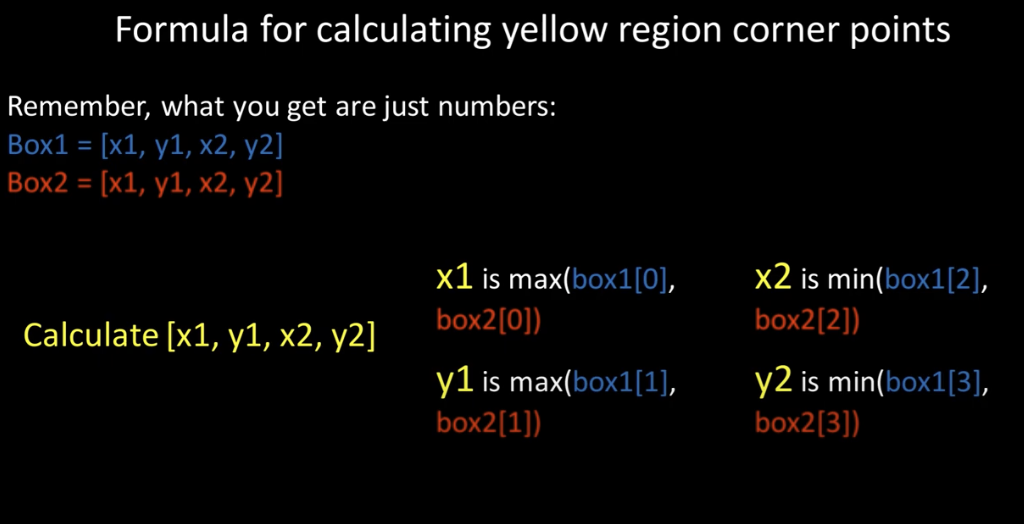 Formula for calculating yellow region corner points
Remember, what you get are just numbers:
Box1 = [x1, y1, x2, y2]
Box2 = [x1, y1, x2, y2]
Calculate [x1, y1, x2, y2]
x1 is max(box1[0],
box2[0])
x2 is min(box1[2],
box2[2])
y1 is max(box1[1],
box2[1])
y2 is min(box1[3],
box2[3])